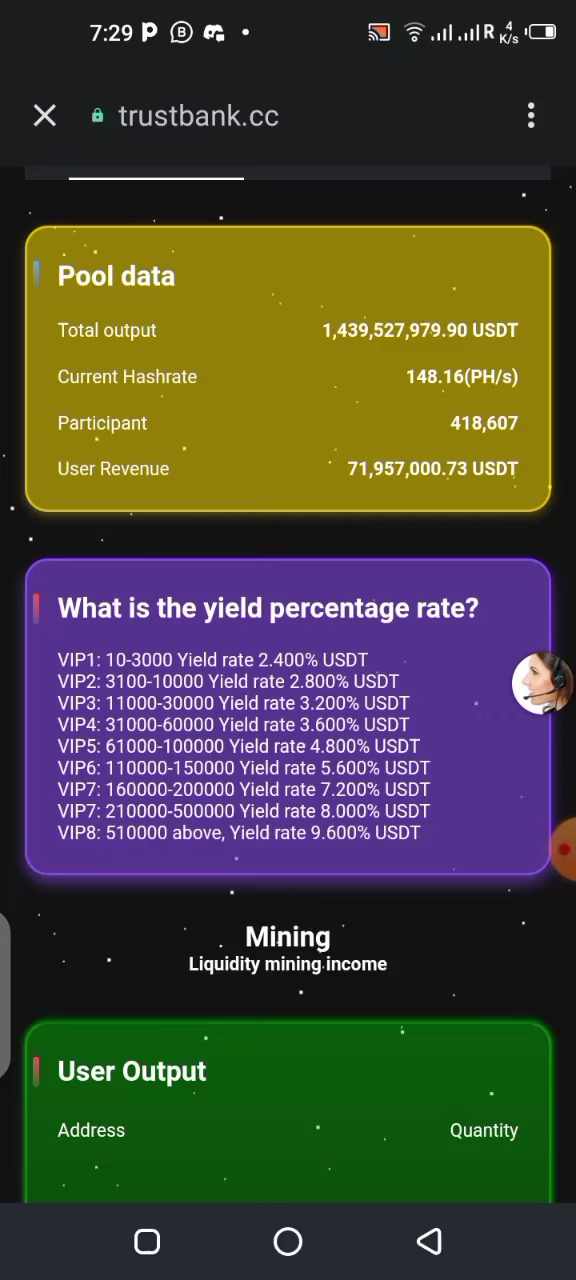 7:29
R
4
K/s
trustbank.cc
Pool data
Total output 1,439,527,979.90 USDT
Current Hashrate 148.16(PH/s)
Participant 418,607
User Revenue 71,957,000.73 USDT
What is the yield percentage rate?
VIP1: 10-3000 Yield rate 2.400% USDT
VIP2: 3100-10000 Yield rate 2.800% USDT
VIP3: 11000-30000 Yield rate 3.200% USDT
VIP4: 31000-60000 Yield rate 3.600% USDT
VIP5: 61000-100000 Yield rate 4.800% USDT
VIP6: 110000-150000 Yield rate 5.600% USDT
VIP7: 160000-200000 Yield rate 7.200% USDT
VIP7: 210000-500000 Yield rate 8.000% USDT
VIP8: 510000 above, Yield rate 9.600% USDT
Mining
Liquidity mining income
User Output
Address Quantity